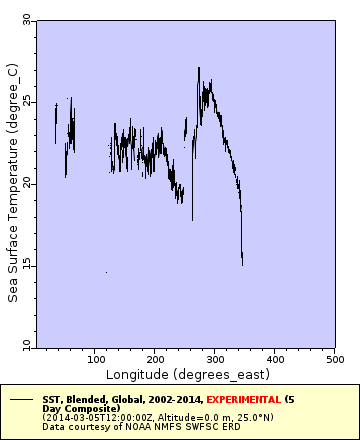 30
25
20
15
10
Sea Surface Temperature (degree_C)
100
200
300
400
500
Longitude (degrees_east)
SST, Blended, Global, 2002-2014, EXPERIMENTAL (5
Day Composite)
(2014-03-05T12:00:00Z, Altitude=0.0 m, 25.0°N)
Data courtesy of NOAA NMFS SWFSC ERD